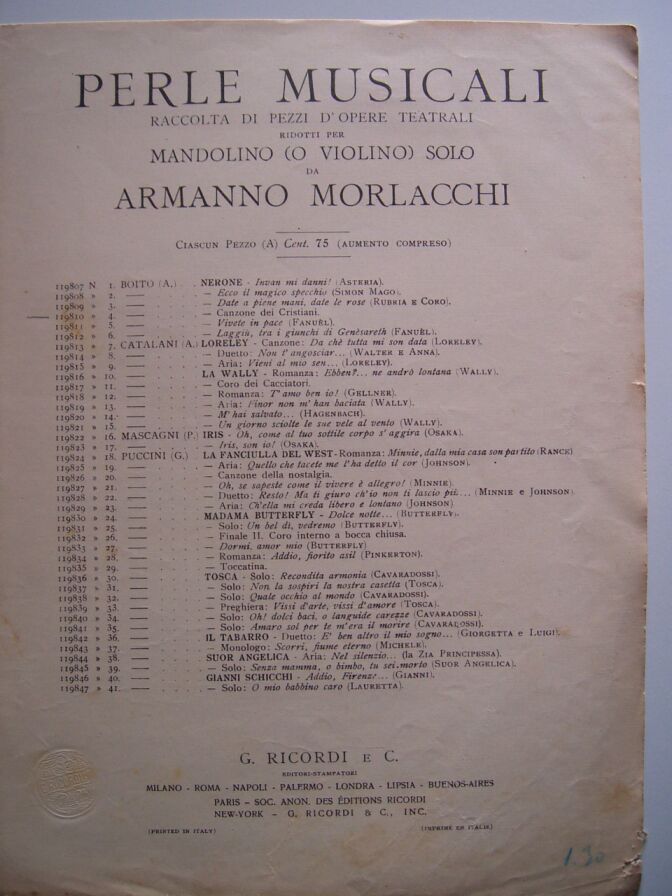 PERLE MUSICALI
RACCOLTA DI PEZZI D'OPERE TEATRALI
RIDOTTI PER
MANDOLINO (O VIOLINO) SOLO
DA
ARMANNO MORLACCHI
CIASCUN PEZZO (A) Cent. 75 (AUMENTO COMPRESO)
119807 N 1. BOITO (A.) . . NERONE - Invan mi danni! (ASTERIA).
119808 » 2. — . . . . — Ecco il magico specchio (SIMON MAGO).
119809 » 3. — . . . . — Date a piene mani, date le rose (RUBRIA E CORO).
119810 » 4. — . . . . — Canzone dei Cristiani.
119811 » 5. — . . . . — Vivete in pace (FANUÈL).
119812 » 6. — . . . . — Laggiù, tra i giunchi di Genèsareth (FANUÈL).
119813 » 7. CATALANI (A.) LORELEY - Canzone: Da chè tutta mi son data (LORELEY).
119814 » 8. — . . . . — Duetto: Non t'angosciar... (WALTER E ANNA).
119815 » 9. — . . . . — Aria: Vieni al mio sen... (LORELEY).
119816 » 10. — . . . . LA WALLY - Romanza: Ebben?... ne andrò lontana (WALLY).
119817 » 11. — . . . . — Coro dei Cacciatori.
119818 » 12. — . . . . — Romanza: T'amo ben io! (GELLNER).
119819 » 13. — . . . . — Aria: Finor non m'han baciata (WALLY).
119820 » 14. — . . . . — M'hai salvato... (HAGENBACH).
119821 » 15. — . . . . — Un giorno sciolte le sue vele al vento (WALLY).
119822 » 16. MASCAGNI (P.) IRIS - Oh, come al tuo sottile corpo s'aggira (OSAKA).
119823 » 17. — . . . . — Iris, son io! (OSAKA).
119824 » 18. PUCCINI (G.) . LA FANCIULLA DEL WEST - Romanza: Minnie, dalla mia casa son partito (RANCE)
119825 » 19. — . . . . — Aria: Quello che tacete me l'ha detto il cor (JOHNSON).
119826 » 20. — . . . . — Canzone della nostalgia.
119827 » 21. — . . . . — Oh, se sapeste come il vivere è allegro! (MINNIE).
119828 » 22. — . . . . — Duetto: Resto! Ma ti giuro ch'io non ti lascio più.... (MINNIE E JOHNSON).
119829 » 23. — . . . . — Aria: Ch'ella mi creda libero e lontano (JOHNSON)
119830 » 24. — . . . . MADAMA BUTTERFLY - Dolce notte... (BUTTERFLY).
119831 » 25. — . . . . — Solo: Un bel dì, vedremo (BUTTERFLY).
119832 » 26. — . . . . — Finale II. Coro interno a bocca chiusa.
119833 » 27. — . . . . — Dormi, amor mio (BUTTERFLY)
119834 » 28. — . . . . — Romanza: Addio, fiorito asil (PINKERTON).
119835 » 29. — . . . . — Toccatina.
119836 » 30. — . . . . TOSCA - Solo: Recondita armonia (CAVARADOSSI).
119837 » 31. — . . . . — Solo: Non la sospiri la nostra casetta (TOSCA).
119838 » 32. — . . . . — Solo: Quale occhio al mondo (CAVARADOSSI).
119839 » 33. — . . . . — Preghiera: Vissi d'arte, vissi d'amore (TOSCA).
119840 » 34. — . . . . — Solo: Oh! dolci baci, o languide carezze (CAVARADOSSI).
119841 » 35. — . . . . — Solo: Amaro sol per te m'era il morire (CAVARADOSSI).
119842 » 36. — . . . . IL TABARRO - Duetto: E' ben altro il mio sogno... (GIORGETTA E LUIGI).
119843 » 37. — . . . . — Monologo: Scorri, fiume eterno (MICHELE).
119844 » 38. — . . . . SUOR ANGELICA - Aria: Nel silenzio... (la ZIA PRINCIPESSA).
119845 » 39. — . . . . — Solo: Senza mamma, o bimbo, tu sei morto (SUOR ANGELICA).
119846 » 40. — . . . . GIANNI SCHICCHI - Addio, Firenze... (GIANNI).
119847 » 41. — . . . . — Solo: O mio babbino caro (LAURETTA).
G. RICORDI E C.
EDITORI-STAMPATORI
MILANO - ROMA - NAPOLI - PALERMO - LONDRA - LIPSIA - BUENOS-AIRES
PARIS - SOC. ANON. DES ÉDITIONS RICORDI
NEW-YORK - G. RICORDI & C., INC.
(PRINTED IN ITALY) (IMPRIMÉ EN ITALIE)
1.30